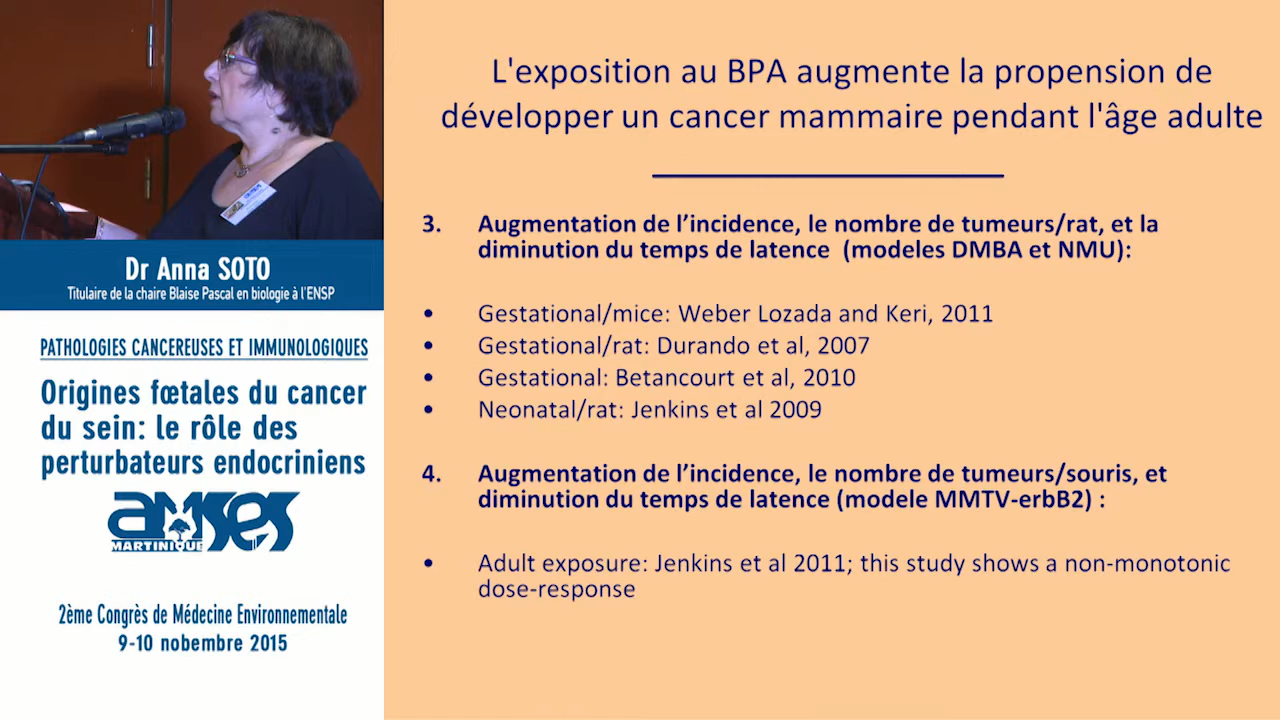 Dr Anna SOTO
Titulaire de la chaire Blaise Pascal en biologie à l'ENSP
PATHOLOGIES CANCEREUSES ET IMMUNOLOGIQUES
Origines fœtales du cancer
du sein: le rôle des
perturbateurs endocriniens
amses
MARTINIQUE
2ème Congrès de Médecine Environnementale
9-10 nobembre 2015
L'exposition au BPA augmente la propension de
développer un cancer mammaire pendant l'âge adulte
3. Augmentation de l’incidence, le nombre de tumeurs/rat, et la
diminution du temps de latence (modeles DMBA et NMU):
• Gestational/mice: Weber Lozada and Keri, 2011
• Gestational/rat: Durando et al, 2007
• Gestational: Betancourt et al, 2010
• Neonatal/rat: Jenkins et al 2009
4. Augmentation de l’incidence, le nombre de tumeurs/souris, et
diminution du temps de latence (modele MMTV-erbB2) :
• Adult exposure: Jenkins et al 2011; this study shows a non-monotonic
dose-response